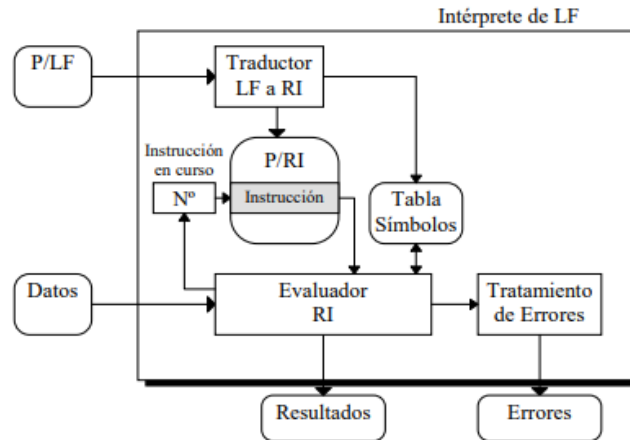 Intérprete de LF
P/LF
Traductor
LF a RI
Instrucción
en curso
P/RI
Nº
Instrucción
Tabla
Símbolos
Datos
Evaluador
RI
Tratamiento
de Errores
Resultados
Errores